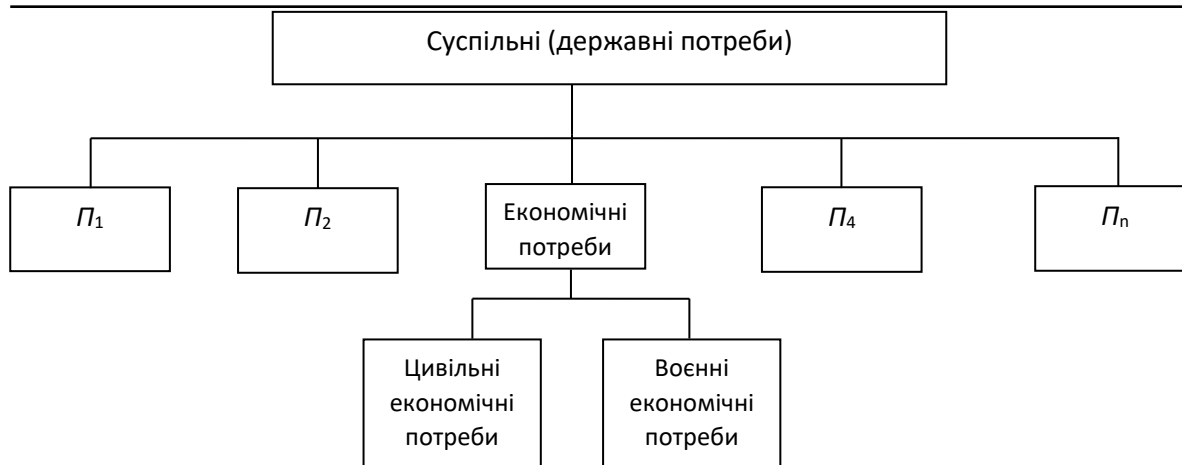 Суспільні (державні потреби)
П1
П2
Економічні
потреби
П4
Пn
Цивільні
економічні
потреби
Воєнні
економічні
потреби